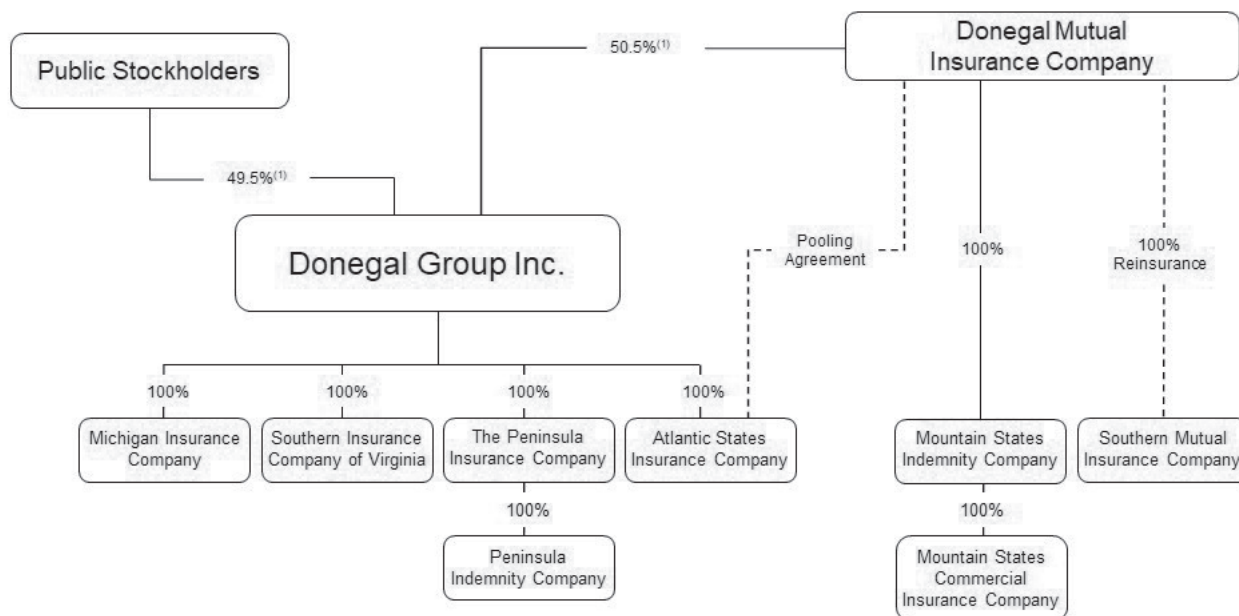 Public Stockholders
50.5%(1)
Donegal Mutual
Insurance Company
49.5%(1)
Donegal Group Inc.
Pooling
Agreement
100%
100%
Reinsurance
100%
100%
100%
100%
Michigan Insurance
Company
Southern Insurance
Company of Virginia
The Peninsula
Insurance Company
Atlantic States
Insurance Company
Mountain States
Indemnity Company
Southern Mutual
Insurance Company
100%
100%
Peninsula
Indemnity Company
Mountain States
Commercial
Insurance Company